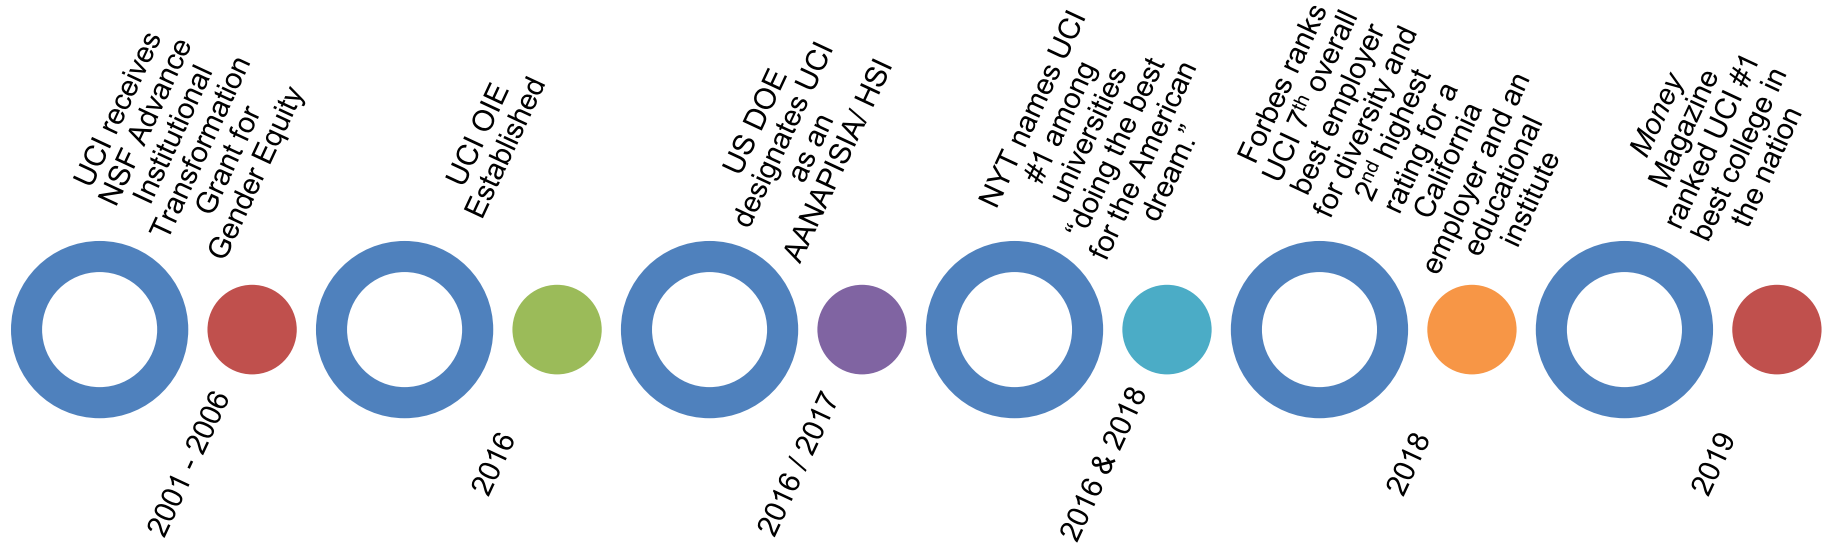 UCI receives
NSF Advance
Institutional
Transformation
Grant for
Gender Equity
2001 - 2006
UCI OIE
Established
2016
US DOE
designates UCI
as an
AANAPISIA/ HSI
2016 / 2017
NYT names UCI
#1 among
universities
“doing the best
for the American
dream.”
2016 & 2018
Forbes ranks
UCI 7th overall
best employer
for diversity and
2nd highest
rating for a
California
employer and an
educational
institute
2018
Money
Magazine
ranked UCI #1
best college in
the nation
2019